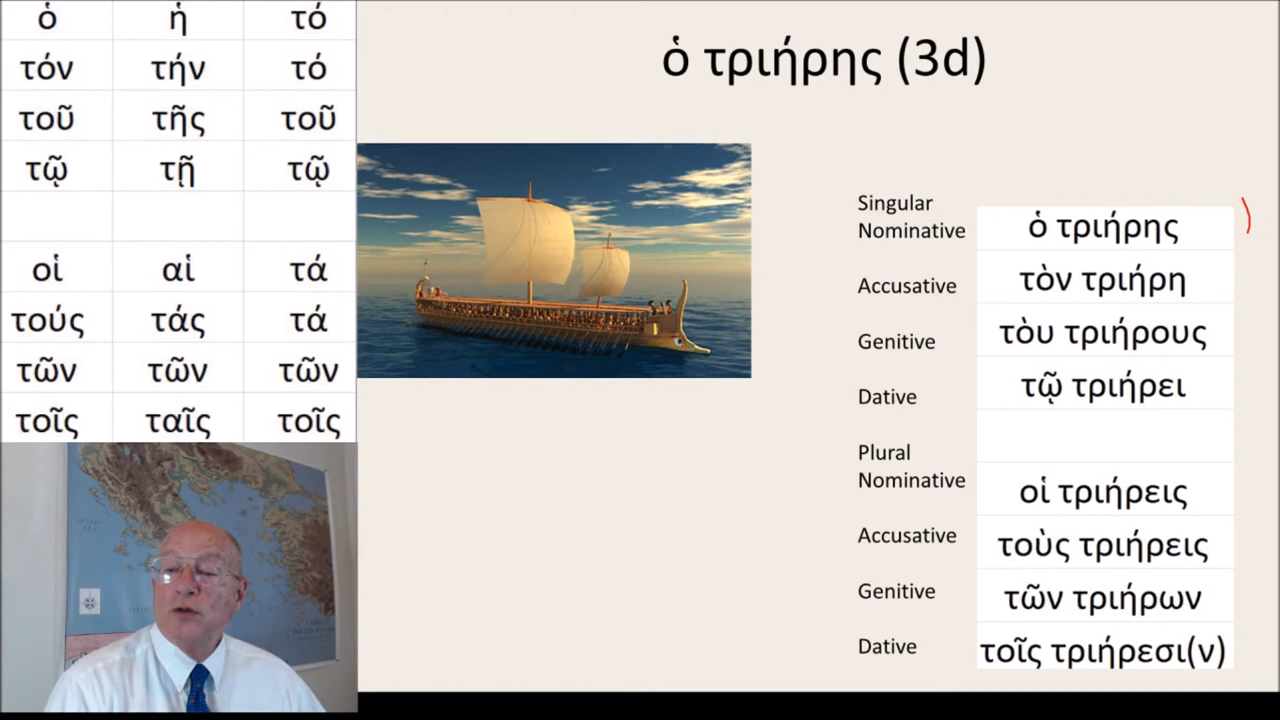 ὁ ἡ τό
τόν τήν τό
τοῦ τῆς τοῦ
τῷ τῇ τῷ
οἱ αἱ τά
τούς τάς τά
τῶν τῶν τῶν
τοῖς ταῖς τοῖς
ὁ τριήρης (3d)
Singular
Nominative ὁ τριήρης
Accusative τὸν τριήρη
Genitive τὸυ τριήρους
Dative τῷ τριήρει
Plural
Nominative οἱ τριήρεις
Accusative τοὺς τριήρεις
Genitive τῶν τριήρων
Dative τοῖς τριήρεσι(ν)